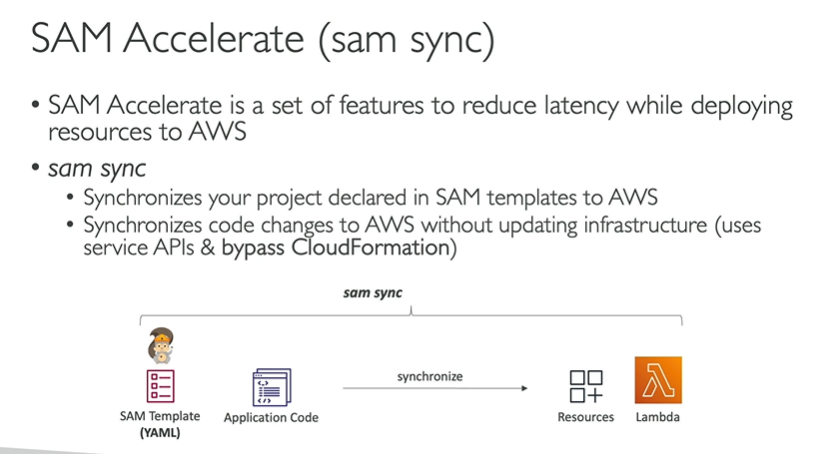 SAM Accelerate (sam sync)
• SAM Accelerate is a set of features to reduce latency while deploying
resources to AWS
• sam sync
• Synchronizes your project declared in SAM templates to AWS
• Synchronizes code changes to AWS without updating infrastructure (uses
service APIs & bypass CloudFormation)
sam sync
synchronize
SAM Template
(YAML)
Application Code
Resources
Lambda